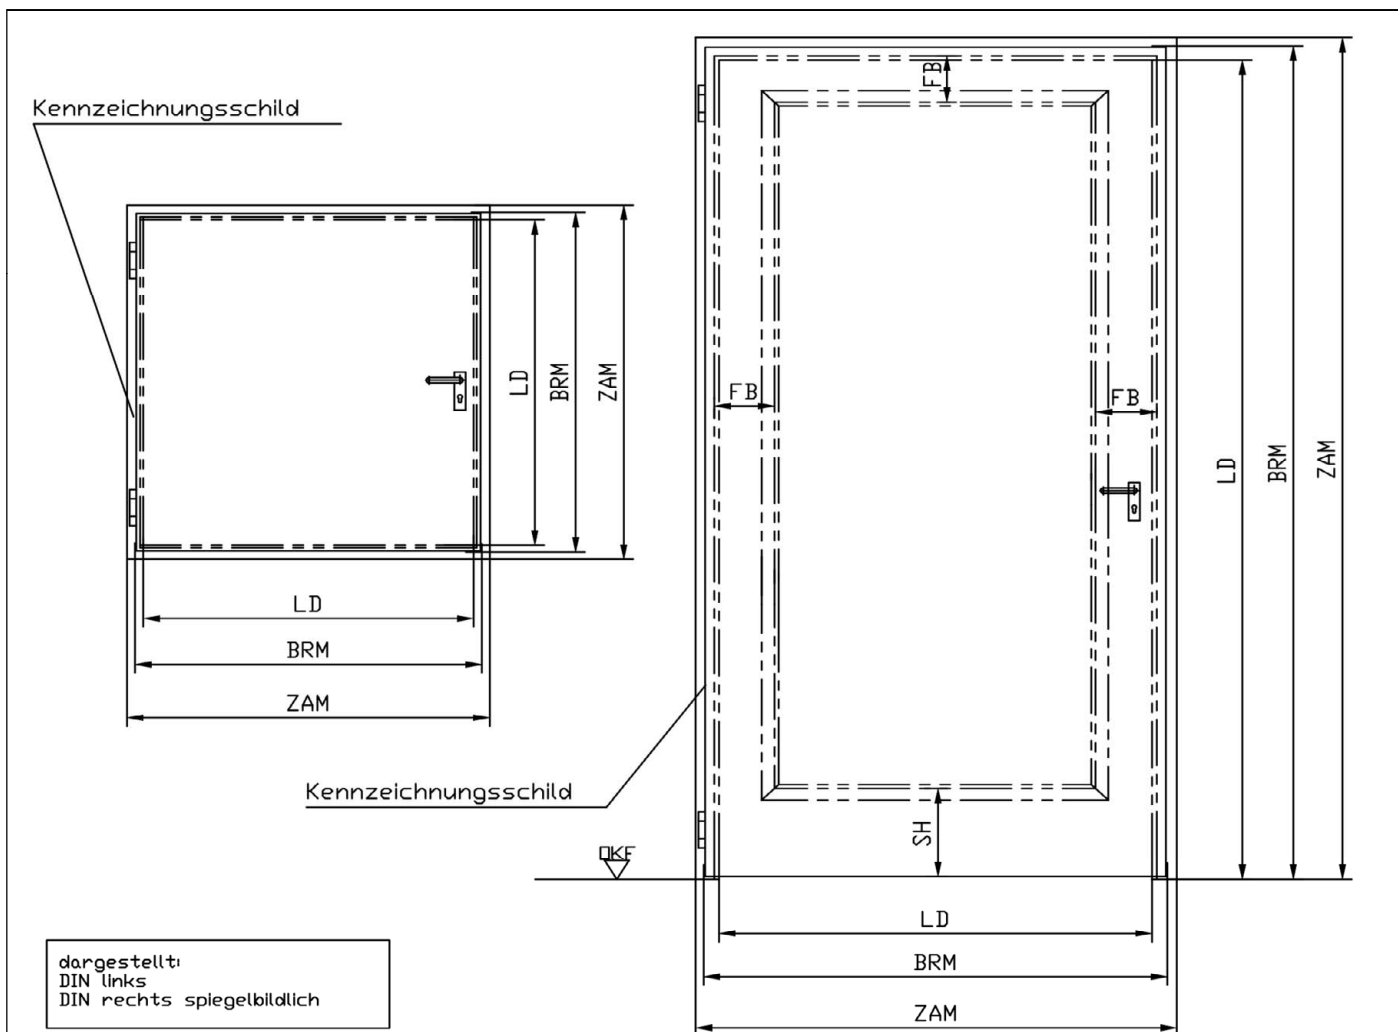 Kennzeichnungsschild
LD
BRM
ZAM
LD
BRM
ZAM
FB
FB
FB
LD
BRM
ZAM
Kennzeichnungsschild
SH
OKF
LD
BRM
ZAM
dargestellt:
DIN links
DIN rechts spiegelbildlich